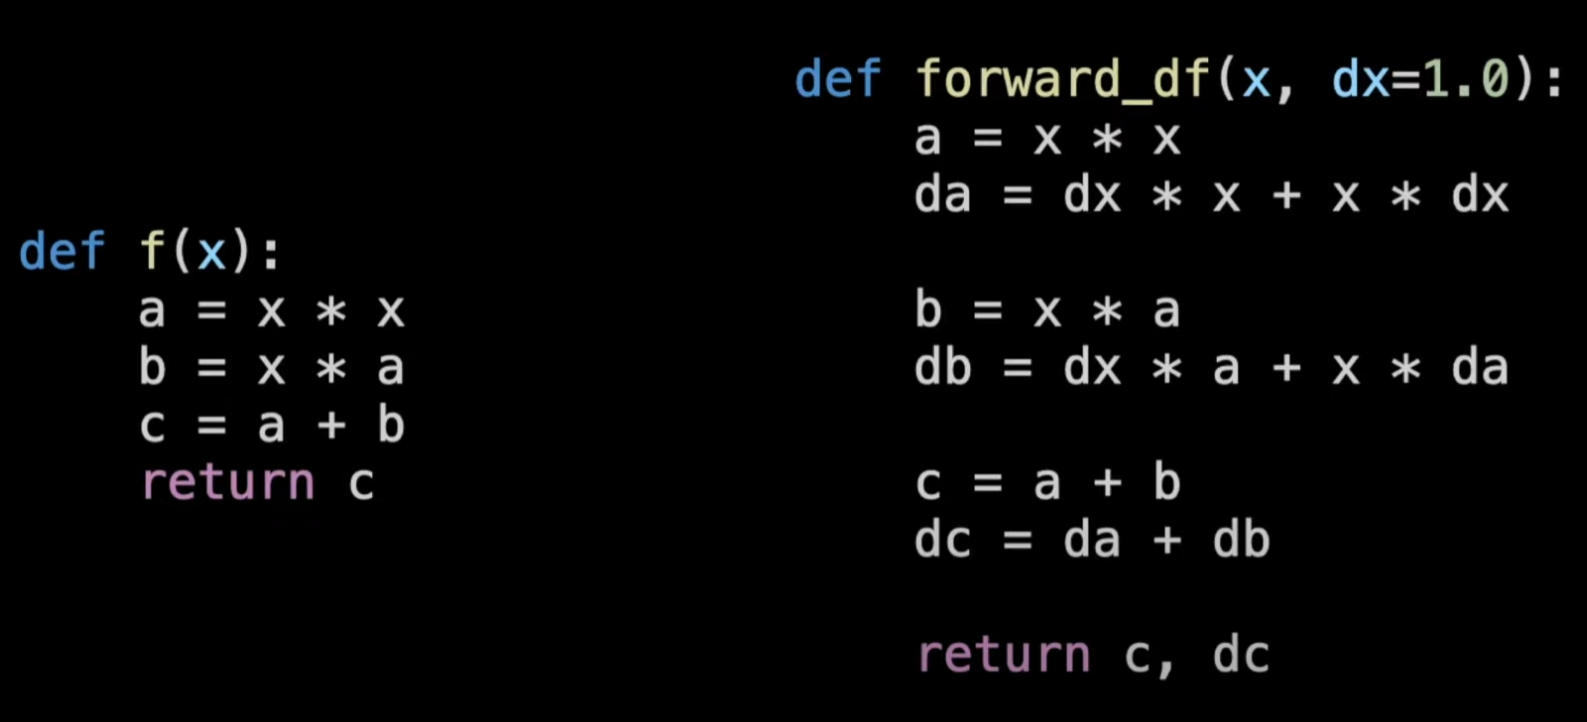 def f(x):
    a = x * x
    b = x * a
    c = a + b
    return c
def forward_df(x, dx=1.0):
    a = x * x
    da = dx * x + x * dx
    b = x * a
    db = dx * a + x * da
    c = a + b
    dc = da + db
    return c, dc